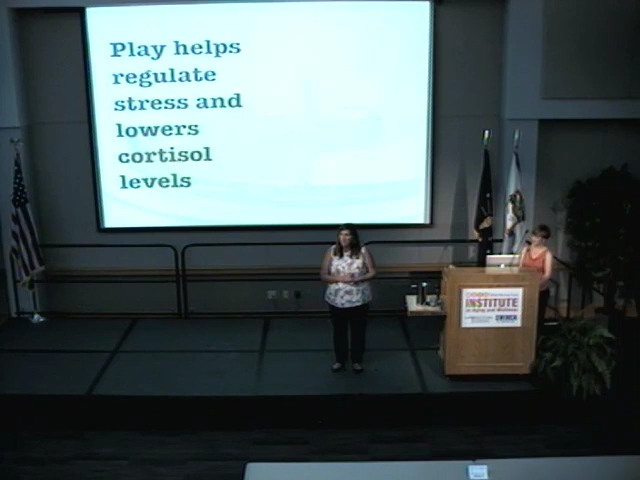 Play helps
regulate
stress and
lowers
cortisol
levels
INSTITUTE